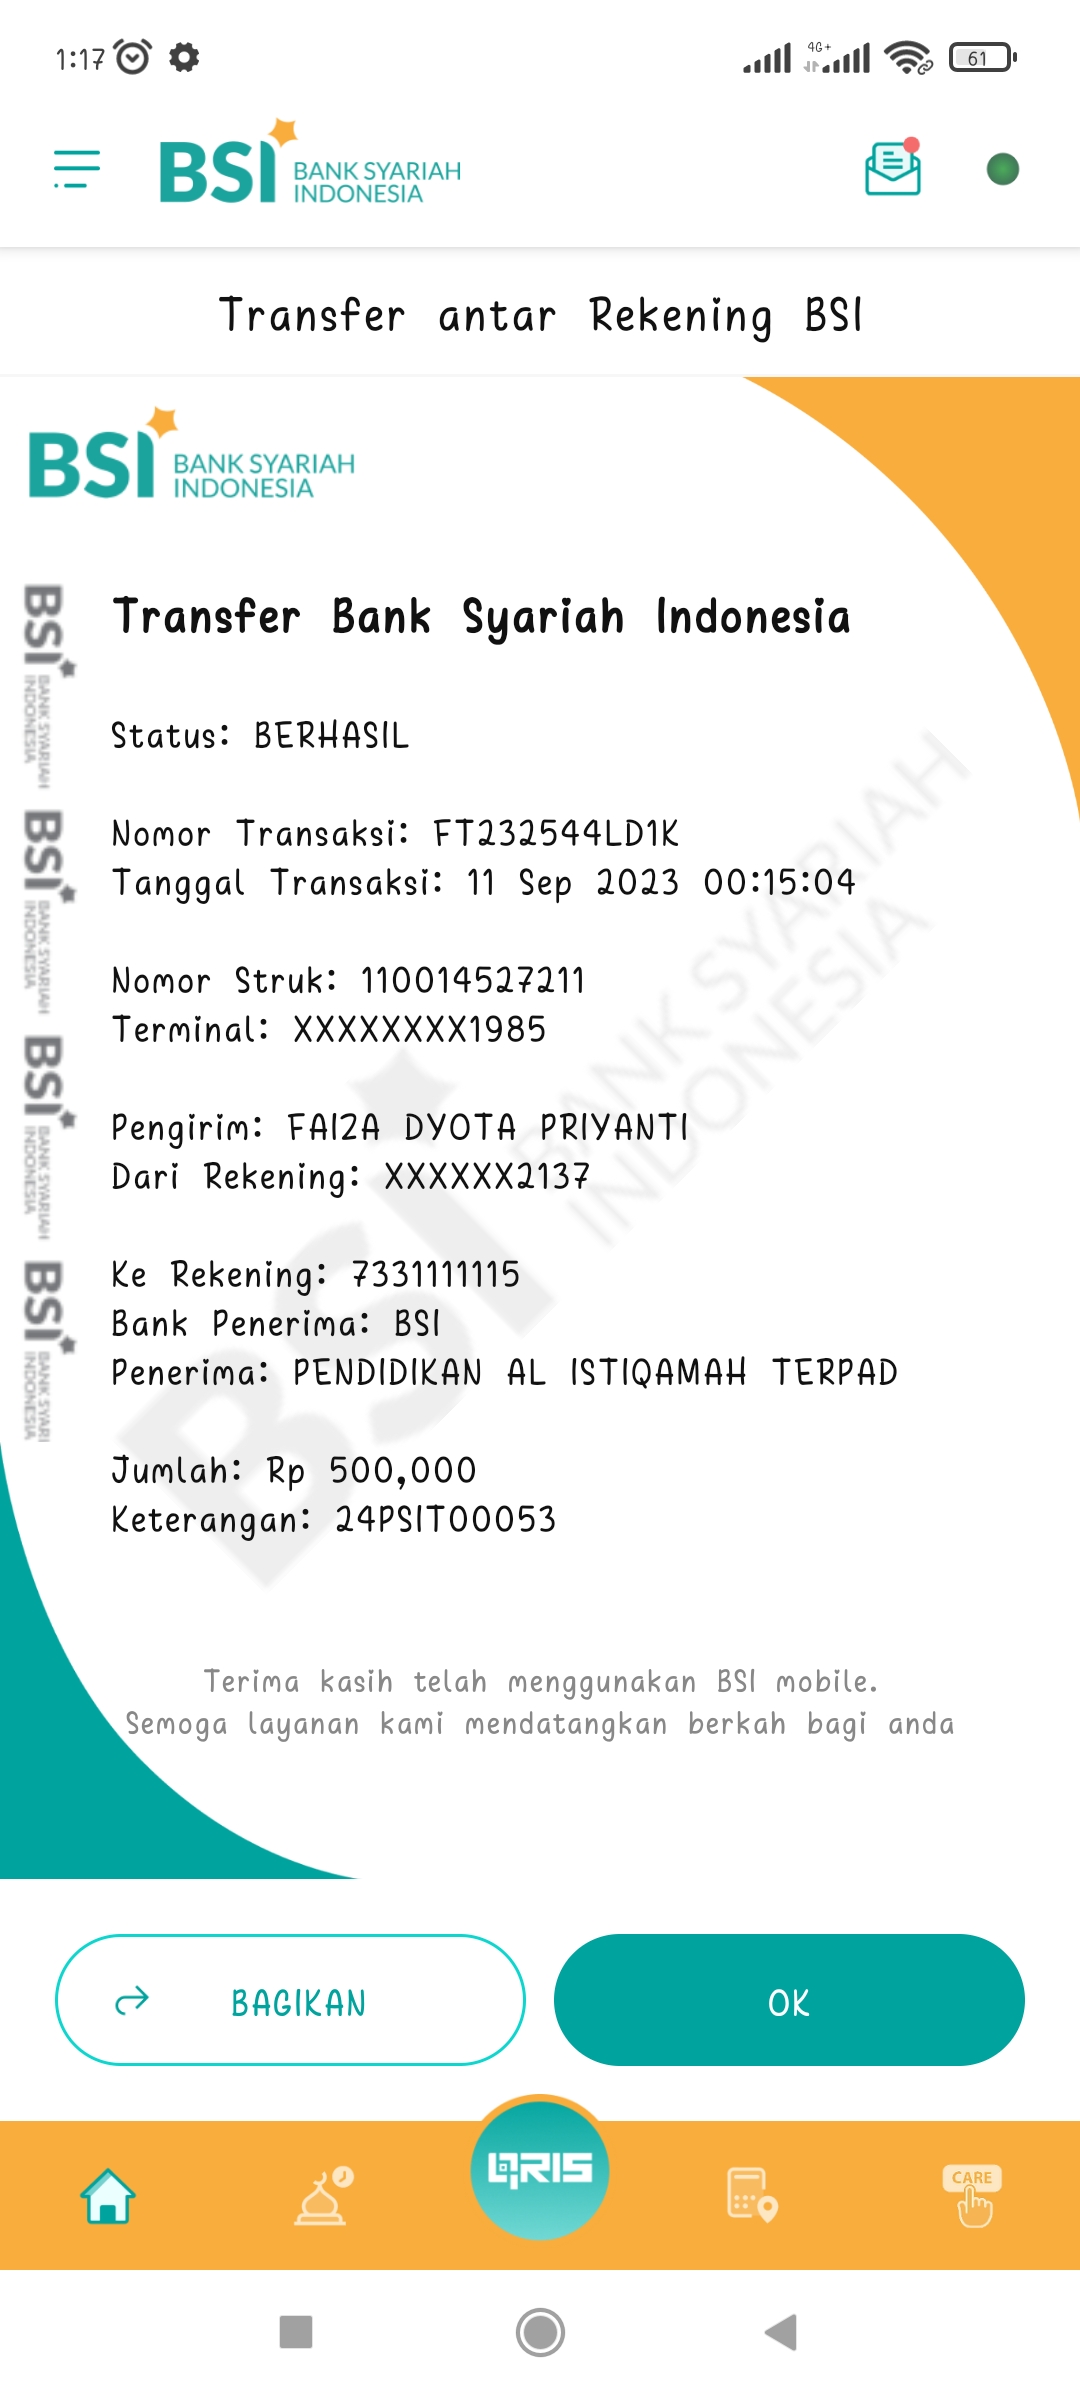 1:17
4G+
61
BSI BANK SYARIAH INDONESIA
Transfer antar Rekening BSI
BSI BANK SYARIAH INDONESIA
Transfer Bank Syariah Indonesia
Status: BERHASIL
Nomor Transaksi: FT232544LD1K
Tanggal Transaksi: 11 Sep 2023 00:15:04
Nomor Struk: 110014527211
Terminal: XXXXXXXX1985
Pengirim: FAIZA DYOTA PRIYANTI
Dari Rekening: XXXXXX2137
Ke Rekening: 7331111115
Bank Penerima: BSI
Penerima: PENDIDIKAN AL ISTIQAMAH TERPAD
Jumlah: Rp 500,000
Keterangan: 24PSIT00053
BSI BANK SYARIAH INDONESIA
BSI BANK SYARIAH INDONESIA
BSI BANK SYARIAH INDONESIA
BSI BANK SYARIAH INDONESIA
BSI BANK SYARI INDONESIA
Terima kasih telah menggunakan BSI mobile.
Semoga layanan kami mendatangkan berkah bagi anda
BAGIKAN
OK
QRIS
CARE